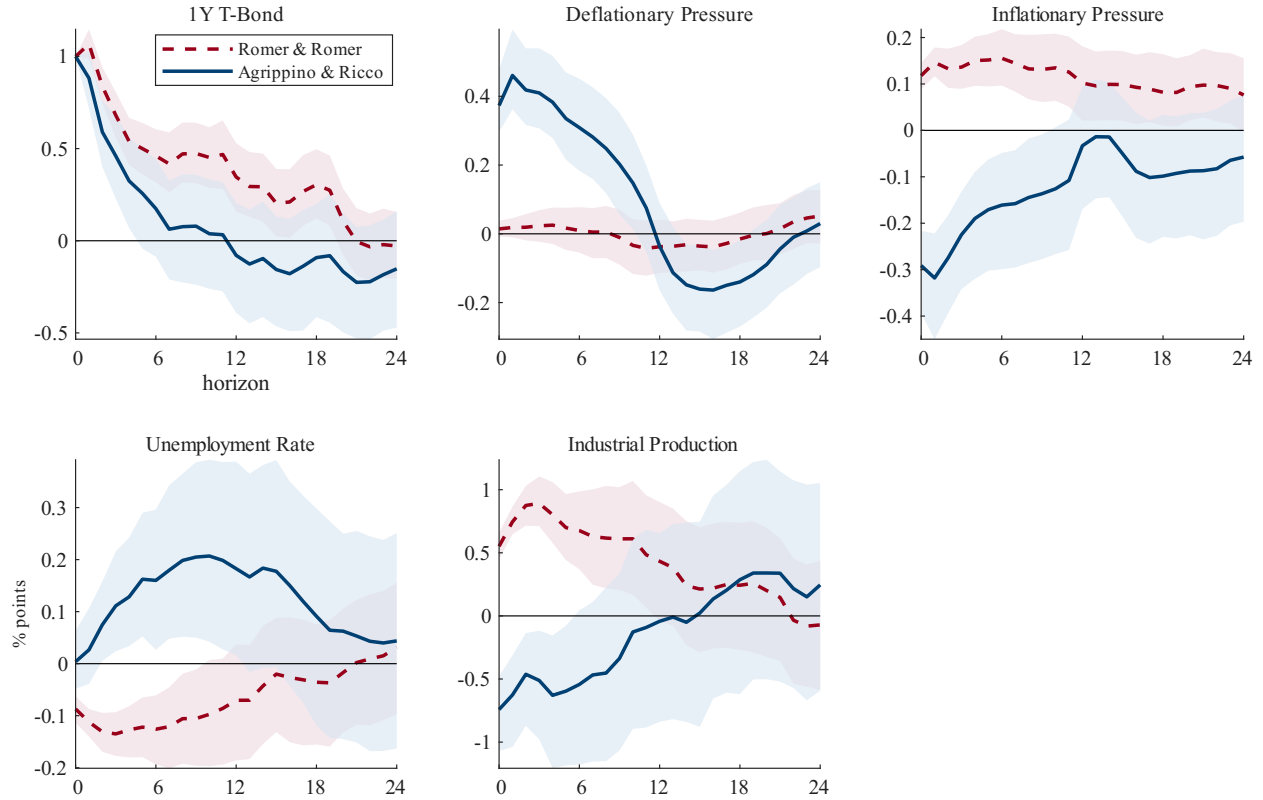 1Y T-Bond
Deflationary Pressure
Inflationary Pressure
Romer & Romer
Agrippino & Ricco
1
0.5
0
-0.5
0 6 12 18 24
horizon
0.4
0.2
0
-0.2
0 6 12 18 24
0.2
0.1
0
-0.1
-0.2
-0.3
-0.4
0 6 12 18 24
Unemployment Rate
Industrial Production
% points
0.3
0.2
0.1
0
-0.1
-0.2
0 6 12 18 24
1
0.5
0
-0.5
-1
0 6 12 18 24